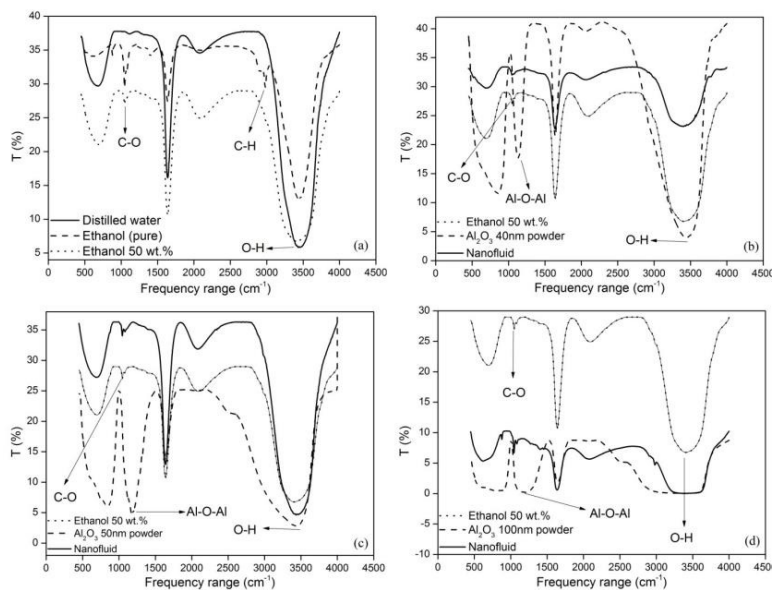 40
35
30
25
20
15
10
5
T (%)
C-O
C-H
O-H
Distilled water
Ethanol (pure)
Ethanol 50 wt.%
(a)
0 500 1000 1500 2000 2500 3000 3500 4000 4500
Frequency range (cm⁻¹)
40
35
30
25
20
15
10
5
0
T (%)
C-O
Al-O-Al
O-H
Ethanol 50 wt.%
Al₂O₃ 40nm powder
Nanofluid
(b)
0 500 1000 1500 2000 2500 3000 3500 4000 4500
Frequency range (cm⁻¹)
35
30
25
20
15
10
5
0
T (%)
C-O
Al-O-Al
O-H
Ethanol 50 wt.%
Al₂O₃ 50nm powder
Nanofluid
(c)
0 500 1000 1500 2000 2500 3000 3500 4000 4500
Frequency range (cm⁻¹)
30
25
20
15
10
5
0
-5
-10
T (%)
C-O
Al-O-Al
O-H
Ethanol 50 wt.%
Al₂O₃ 100nm powder
Nanofluid
(d)
0 500 1000 1500 2000 2500 3000 3500 4000 4500
Frequency range (cm⁻¹)